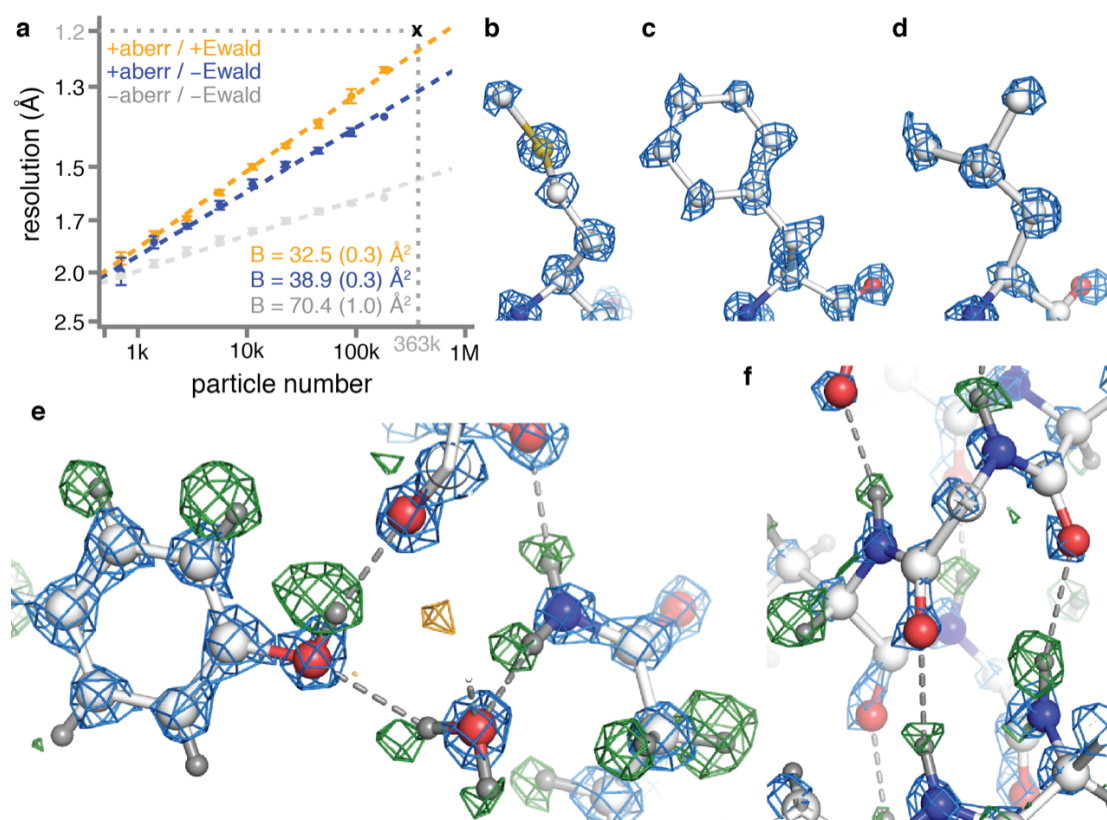 a
b
c
d
1.2
x
+aberr / +Ewald
+aberr / −Ewald
−aberr / −Ewald
1.3
resolution (Å)
1.5
1.7
B = 32.5 (0.3) Å²
2.0
B = 38.9 (0.3) Å²
B = 70.4 (1.0) Å²
2.5
1k
10k
100k
363k
1M
particle number
e
f